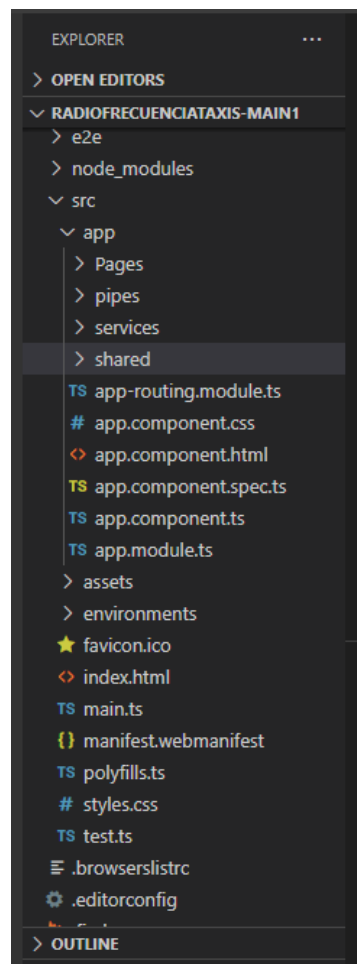 EXPLORER ...
> OPEN EDITORS
RADIOFRECUENCIATAXIS-MAIN1
> e2e
> node_modules
src
app
> Pages
> pipes
> services
> shared
TS app-routing.module.ts
# app.component.css
<> app.component.html
TS app.component.spec.ts
TS app.component.ts
TS app.module.ts
> assets
> environments
favicon.ico
<> index.html
TS main.ts
{} manifest.webmanifest
TS polyfills.ts
# styles.css
TS test.ts
.browserslistrc
.editorconfig
> OUTLINE